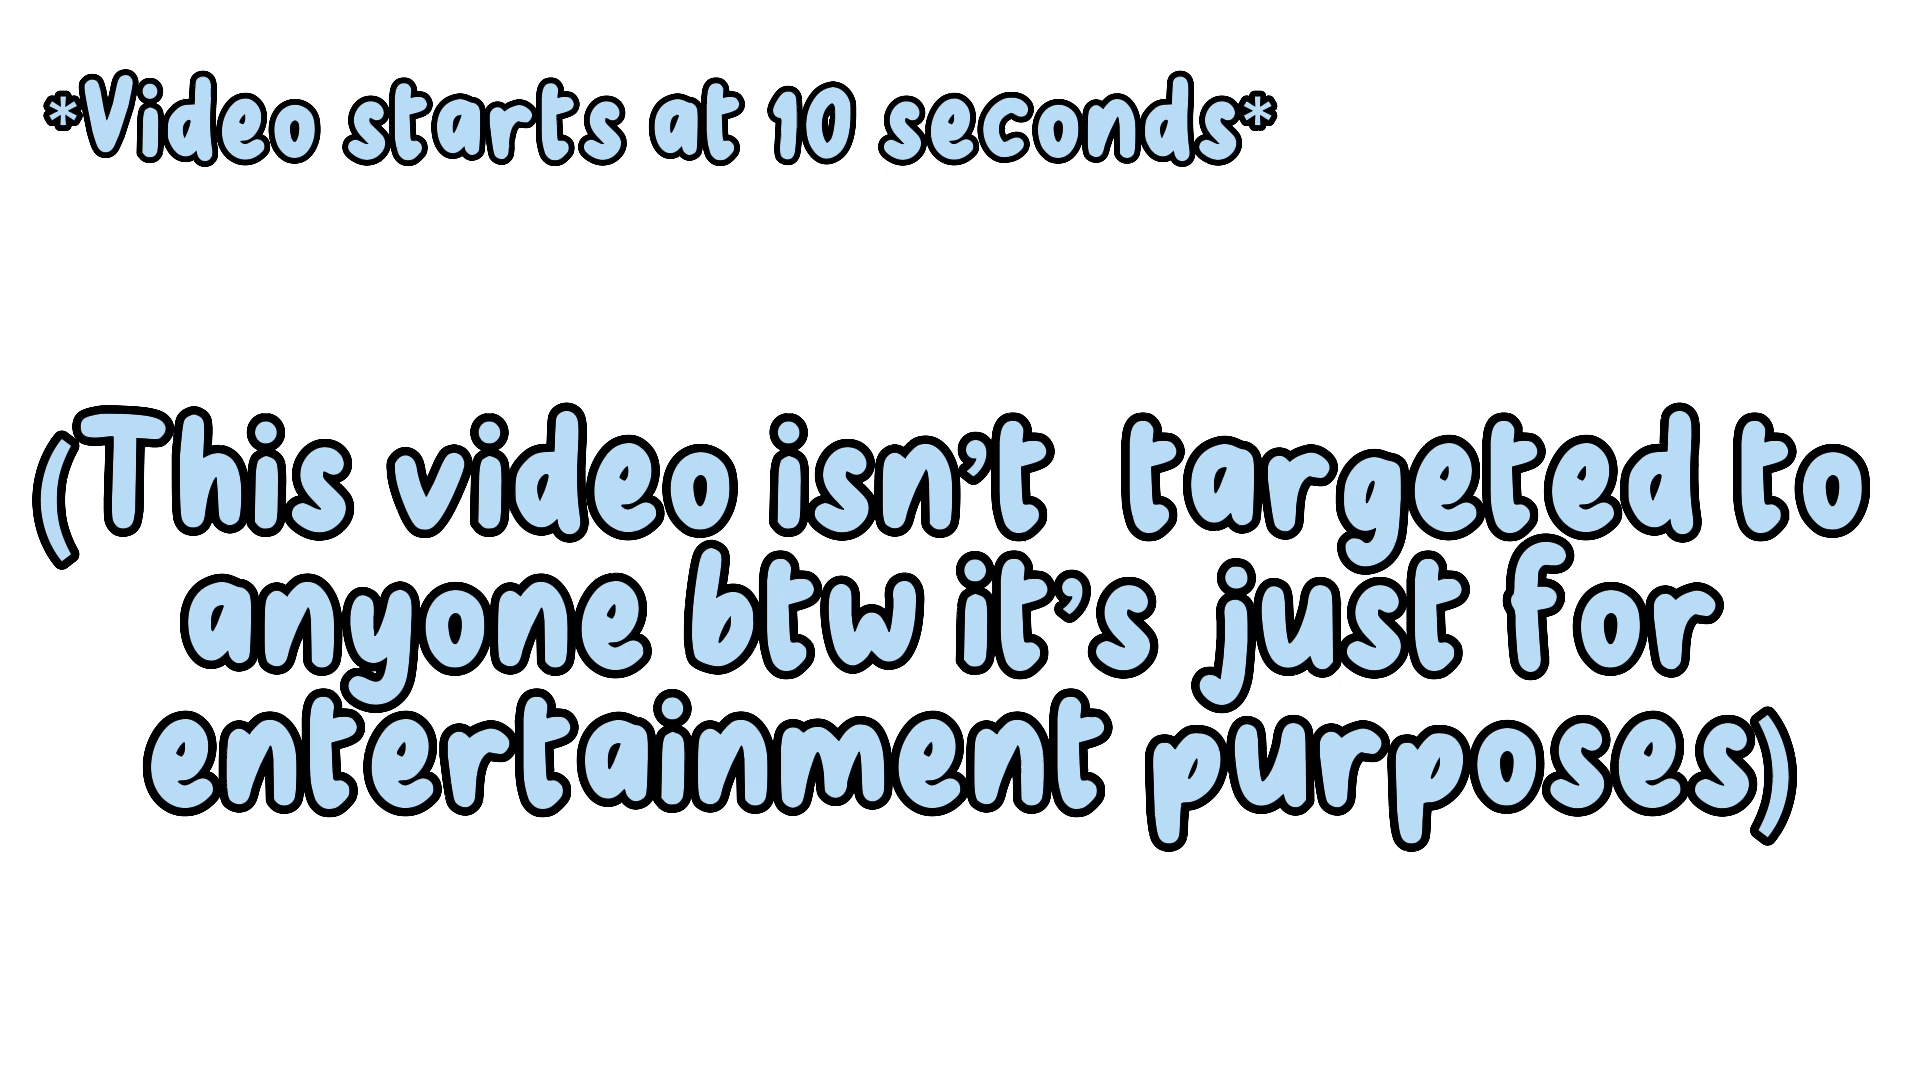 *Video starts at 10 seconds*
(This video isn't  targeted to
anyone btw it's just for
entertainment purposes)